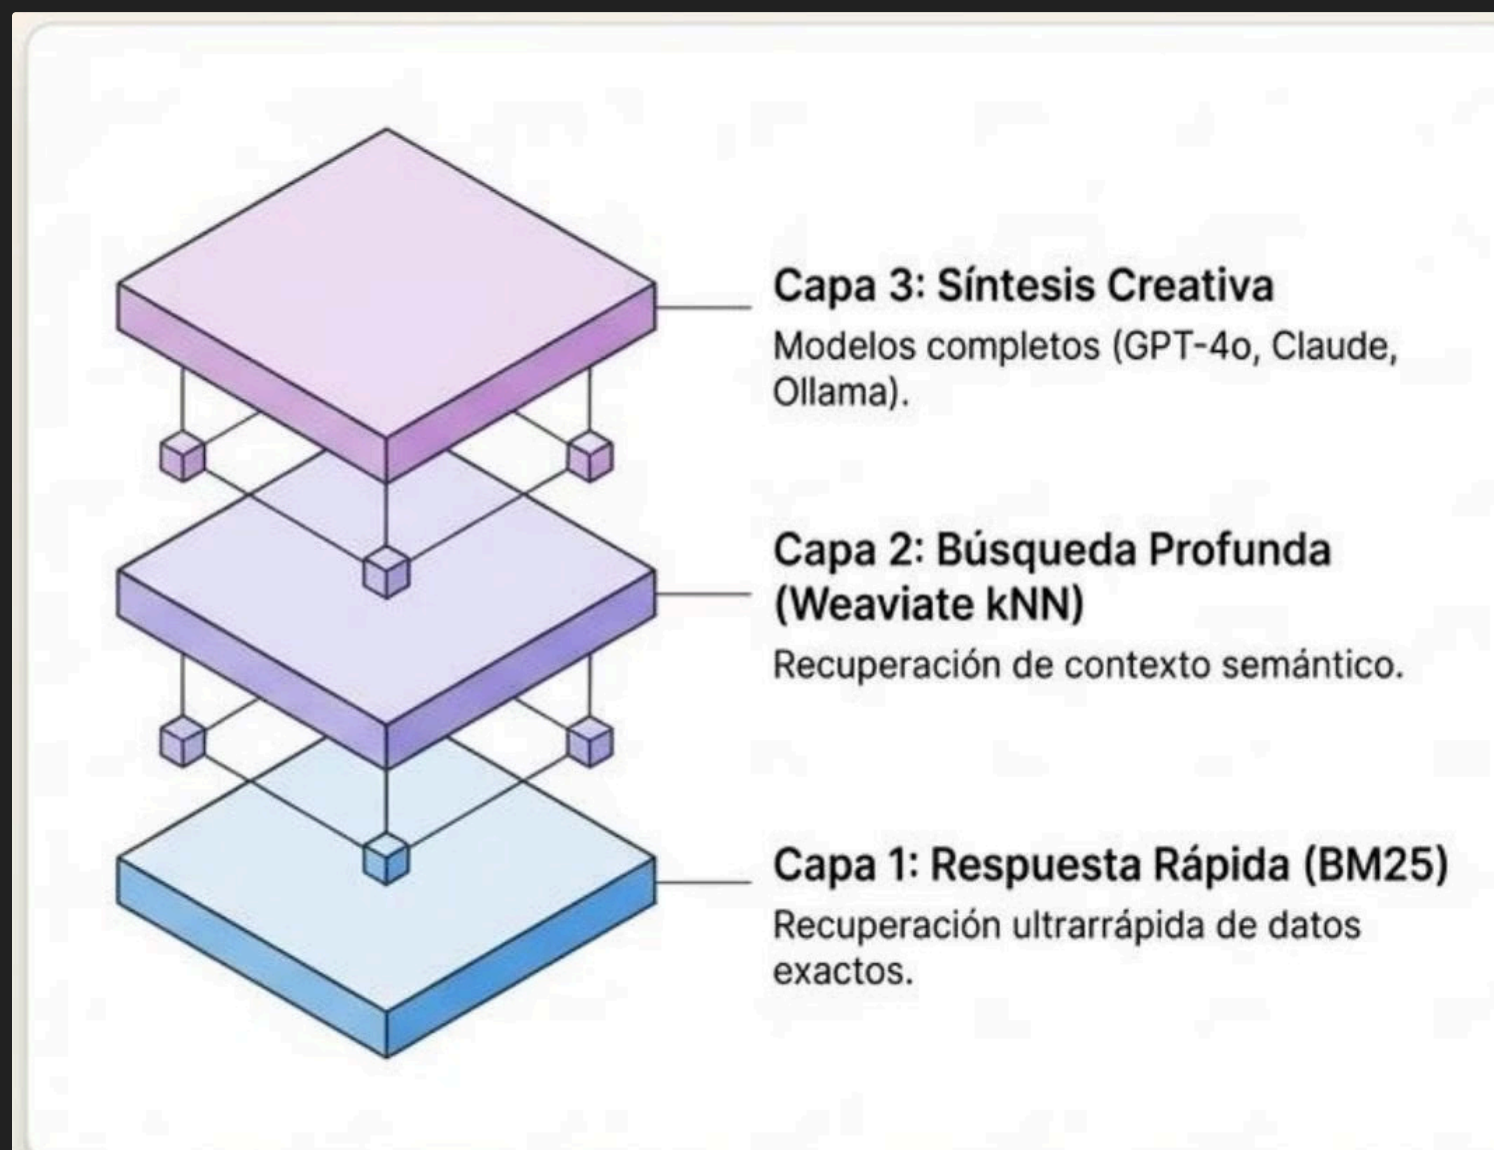 Capa 3: Síntesis Creativa
Modelos completos (GPT-4o, Claude,
Ollama).
Capa 2: Búsqueda Profunda
(Weaviate kNN)
Recuperación de contexto semántico.
Capa 1: Respuesta Rápida (BM25)
Recuperación ultrarrápida de datos
exactos.